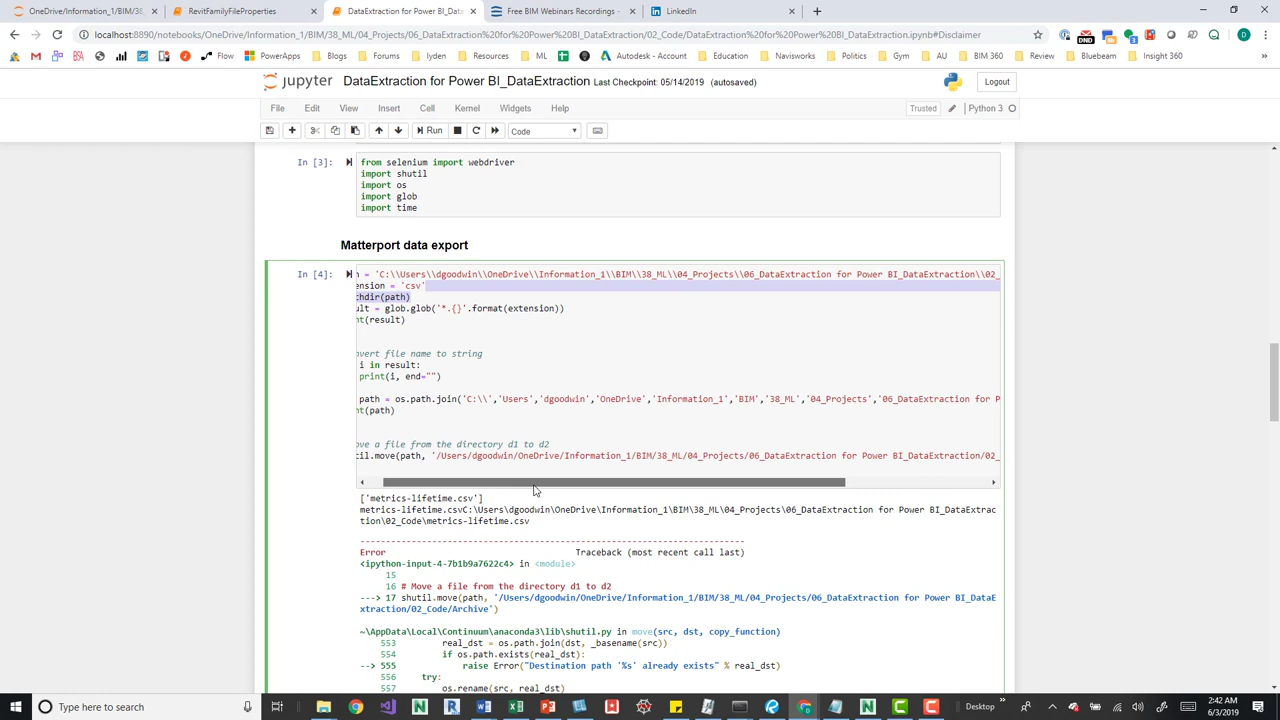 OneDrive/Information_1/BIM/38_ML/
RevitFamilyFileProperties
DataExtraction for Power BI_Data
Free BIM Webinars Recordings –
LinkedIn
localhost:8890/notebooks/OneDrive/Information_1/BIM/38_ML/04_Projects/06_DataExtraction%20for%20Power%20BI_DataExtraction/02_Code/DataExtraction%20for%20Power%20BI_DataExtraction.ipynb#Disclaimer
Flow PowerApps Blogs Forums Iyden Resources ML Autodesk - Account Education Navisworks Politics Gym AU BIM 360 Review Bluebeam Insight 360
jupyter DataExtraction for Power BI_DataExtraction Last Checkpoint: 05/14/2019 (autosaved) Logout
File Edit View Insert Cell Kernel Widgets Help Trusted Python 3
Run Code
In [3]: from selenium import webdriver
import shutil
import os
import glob
import time
Matterport data export
In [4]: h = 'C:\\Users\\dgoodwin\\OneDrive\\Information_1\\BIM\\38_ML\\04_Projects\\06_DataExtraction for Power BI_DataExtraction\\02_
ension = 'csv'
chdir(path)
ult = glob.glob('*.{}'.format(extension))
nt(result)
nvert file name to string
i in result:
print(i, end="")
path = os.path.join('C:\\','Users','dgoodwin','OneDrive','Information_1','BIM','38_ML','04_Projects','06_DataExtraction for P
nt(path)
ove a file from the directory d1 to d2
til.move(path, '/Users/dgoodwin/OneDrive/Information_1/BIM/38_ML/04_Projects/06_DataExtraction for Power BI_DataExtraction/02_
['metrics-lifetime.csv']
metrics-lifetime.csvC:\Users\dgoodwin\OneDrive\Information_1\BIM\38_ML\04_Projects\06_DataExtraction for Power BI_DataExtrac
tion\02_Code\metrics-lifetime.csv
---------------------------------------------------------------------------
Error Traceback (most recent call last)
<ipython-input-4-7b1b9a7622c4> in <module>
15
16 # Move a file from the directory d1 to d2
---> 17 shutil.move(path, '/Users/dgoodwin/OneDrive/Information_1/BIM/38_ML/04_Projects/06_DataExtraction for Power BI_DataE
xtraction/02_Code/Archive')
~\AppData\Local\Continuum\anaconda3\lib\shutil.py in move(src, dst, copy_function)
553 real_dst = os.path.join(dst, _basename(src))
554 if os.path.exists(real_dst):
--> 555 raise Error("Destination path '%s' already exists" % real_dst)
556 try:
557 os.rename(src, real_dst)
Type here to search
Desktop
2:42 AM
6/3/2019